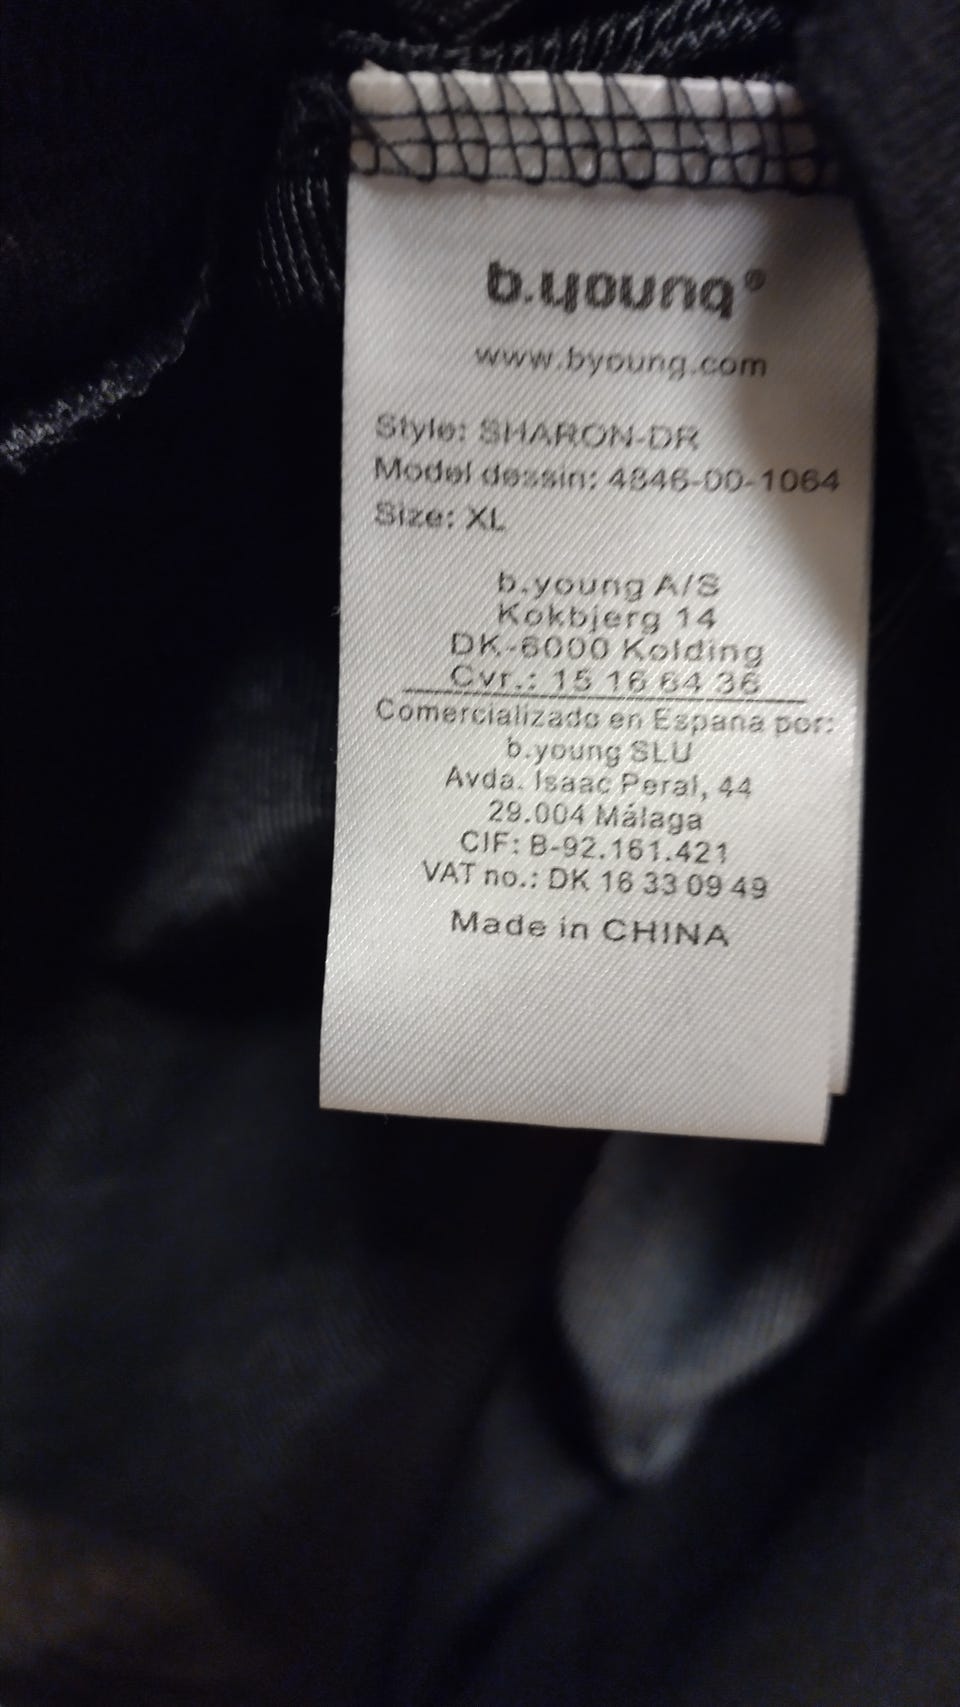 b.young®
www.byoung.com
Style: SHARON-DR
Model dessin: 4846-00-1064
Size: XL
b.young A/S
Kokbjerg 14
DK-6000 Kolding
Cvr.: 15 16 64 36
Comercializado en Espana por:
b.young SLU
Avda. Isaac Peral, 44
29.004 Málaga
CIF: B-92.161.421
VAT no.: DK 16 33 09 49
Made in CHINA